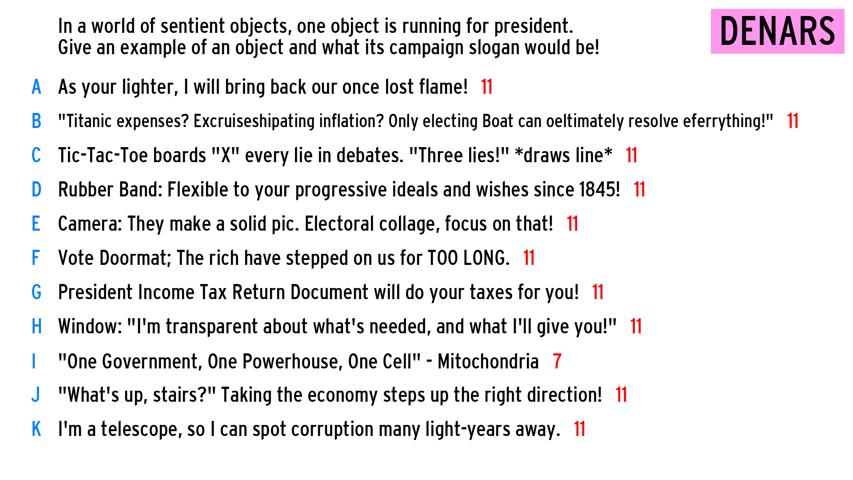 In a world of sentient objects, one object is running for president.
Give an example of an object and what its campaign slogan would be!
DENARS
A As your lighter, I will bring back our once lost flame! 11
B "Titanic expenses? Excruiseshipating inflation? Only electing Boat can oeltimately resolve eferrything!" 11
C Tic-Tac-Toe boards "X" every lie in debates. "Three lies!" *draws line* 11
D Rubber Band: Flexible to your progressive ideals and wishes since 1845! 11
E Camera: They make a solid pic. Electoral collage, focus on that! 11
F Vote Doormat; The rich have stepped on us for TOO LONG. 11
G President Income Tax Return Document will do your taxes for you! 11
H Window: "I'm transparent about what's needed, and what I'll give you!" 11
I "One Government, One Powerhouse, One Cell" - Mitochondria 7
J "What's up, stairs?" Taking the economy steps up the right direction! 11
K I'm a telescope, so I can spot corruption many light-years away. 11